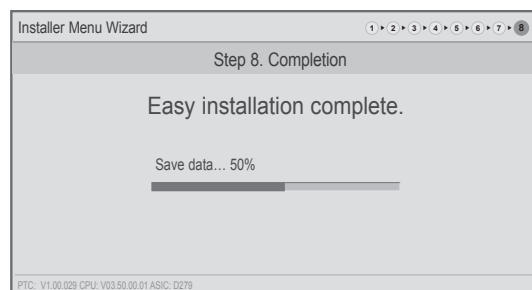 Installer Menu Wizard 1 2 3 4 5 6 7 8
Step 8. Completion
Easy installation complete.
Save data… 50%
PTC: V1.00.029 CPU: V03.50.00.01 ASIC: D279